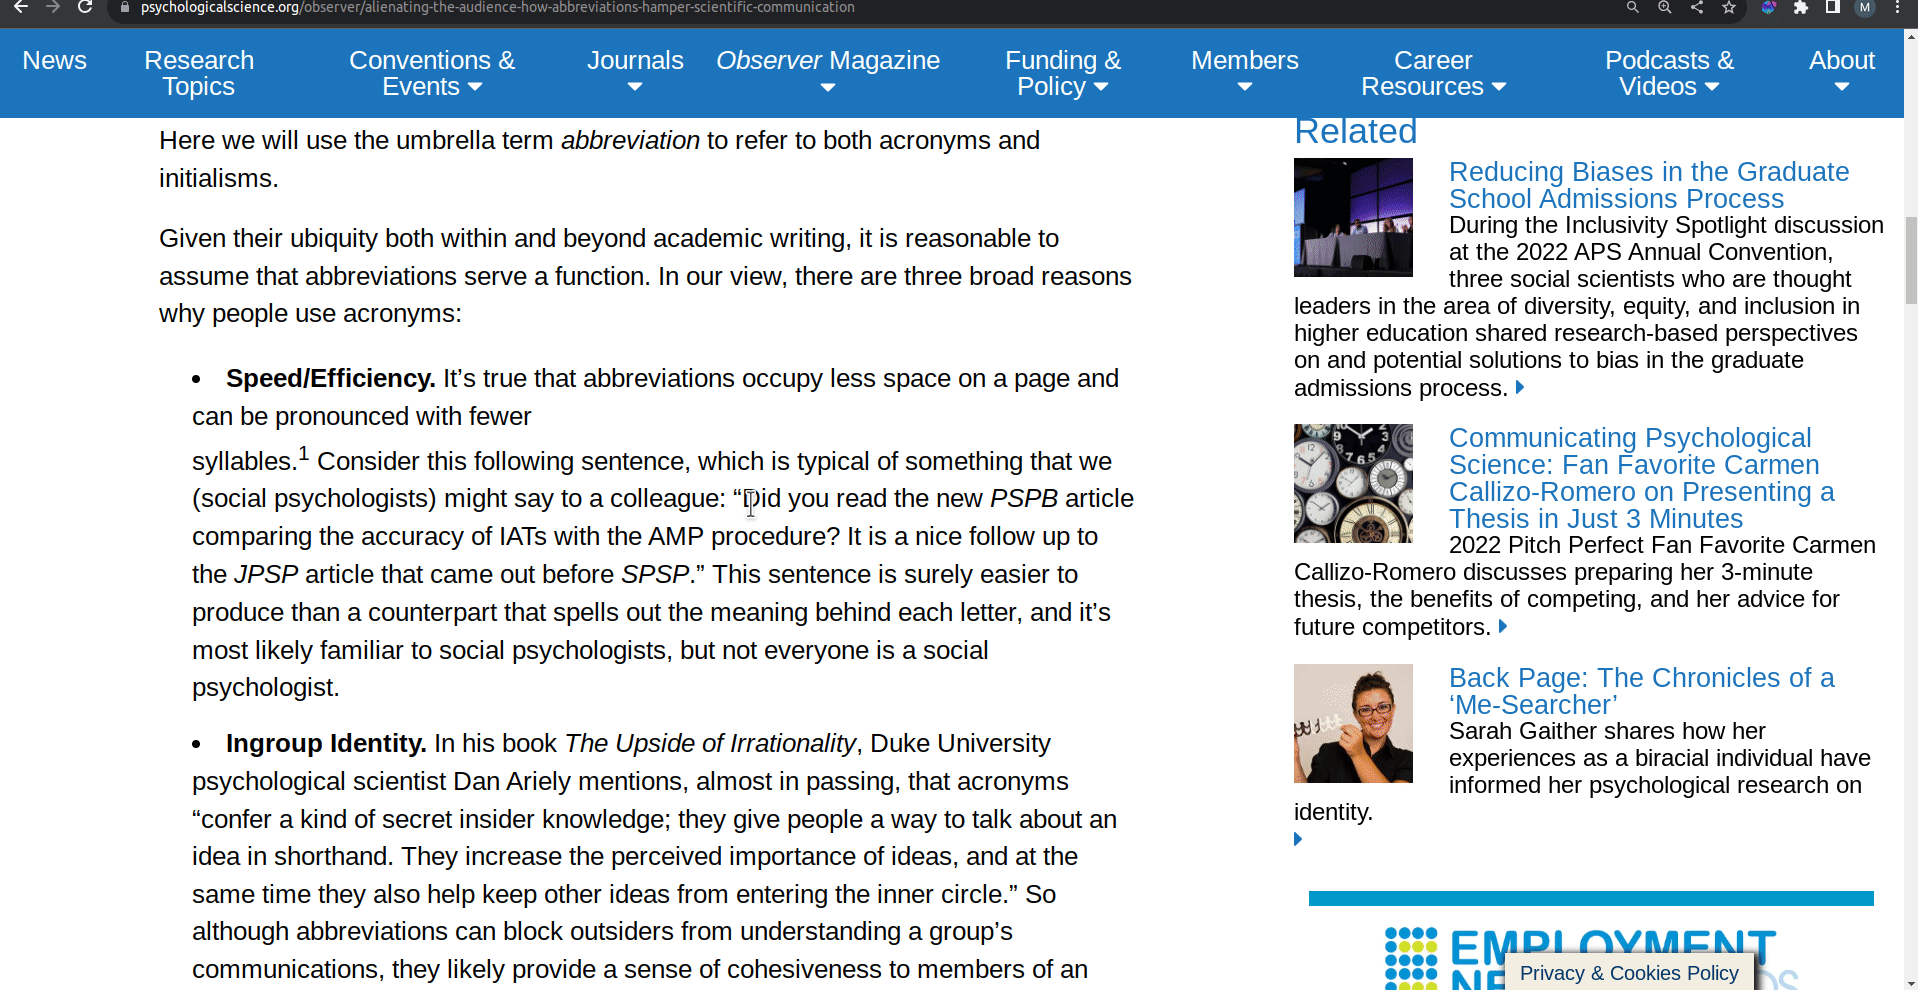 psychologicalscience.org/observer/alienating-the-audience-how-abbreviations-hamper-scientific-communication
M
News
Research Topics
Conventions & Events
Journals
Observer Magazine
Funding & Policy
Members
Career Resources
Podcasts & Videos
About
Here we will use the umbrella term abbreviation to refer to both acronyms and
initialisms.
Given their ubiquity both within and beyond academic writing, it is reasonable to
assume that abbreviations serve a function. In our view, there are three broad reasons
why people use acronyms:
• Speed/Efficiency. It’s true that abbreviations occupy less space on a page and
can be pronounced with fewer
syllables.1 Consider this following sentence, which is typical of something that we
(social psychologists) might say to a colleague: “Did you read the new PSPB article
comparing the accuracy of IATs with the AMP procedure? It is a nice follow up to
the JPSP article that came out before SPSP.” This sentence is surely easier to
produce than a counterpart that spells out the meaning behind each letter, and it’s
most likely familiar to social psychologists, but not everyone is a social
psychologist.
• Ingroup Identity. In his book The Upside of Irrationality, Duke University
psychological scientist Dan Ariely mentions, almost in passing, that acronyms
“confer a kind of secret insider knowledge; they give people a way to talk about an
idea in shorthand. They increase the perceived importance of ideas, and at the
same time they also help keep other ideas from entering the inner circle.” So
although abbreviations can block outsiders from understanding a group’s
communications, they likely provide a sense of cohesiveness to members of an
Related
Reducing Biases in the Graduate
School Admissions Process
During the Inclusivity Spotlight discussion
at the 2022 APS Annual Convention,
three social scientists who are thought
leaders in the area of diversity, equity, and inclusion in
higher education shared research-based perspectives
on and potential solutions to bias in the graduate
admissions process.
Communicating Psychological
Science: Fan Favorite Carmen
Callizo-Romero on Presenting a
Thesis in Just 3 Minutes
2022 Pitch Perfect Fan Favorite Carmen
Callizo-Romero discusses preparing her 3-minute
thesis, the benefits of competing, and her advice for
future competitors.
Back Page: The Chronicles of a
‘Me-Searcher’
Sarah Gaither shares how her
experiences as a biracial individual have
informed her psychological research on
identity.
EMPLOYMENT
Privacy & Cookies Policy